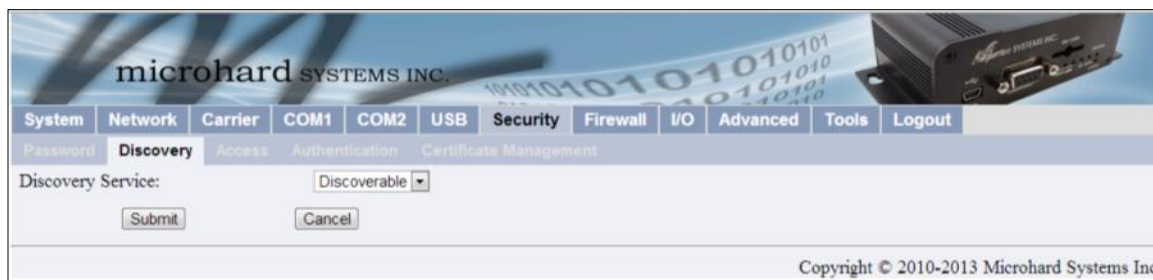 microhard SYSTEMS INC.
System Network Carrier COM1 COM2 USB Security Firewall I/O Advanced Tools Logout
Password Discovery Access Authentication Certificate Management
Discovery Service: Discoverable
Submit Cancel
Copyright © 2010-2013 Microhard Systems Inc